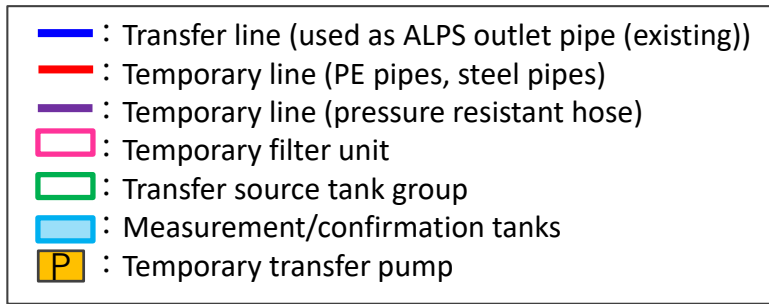 : Transfer line (used as ALPS outlet pipe (existing))
: Temporary line (PE pipes, steel pipes)
: Temporary line (pressure resistant hose)
: Temporary filter unit
: Transfer source tank group
: Measurement/confirmation tanks
P : Temporary transfer pump